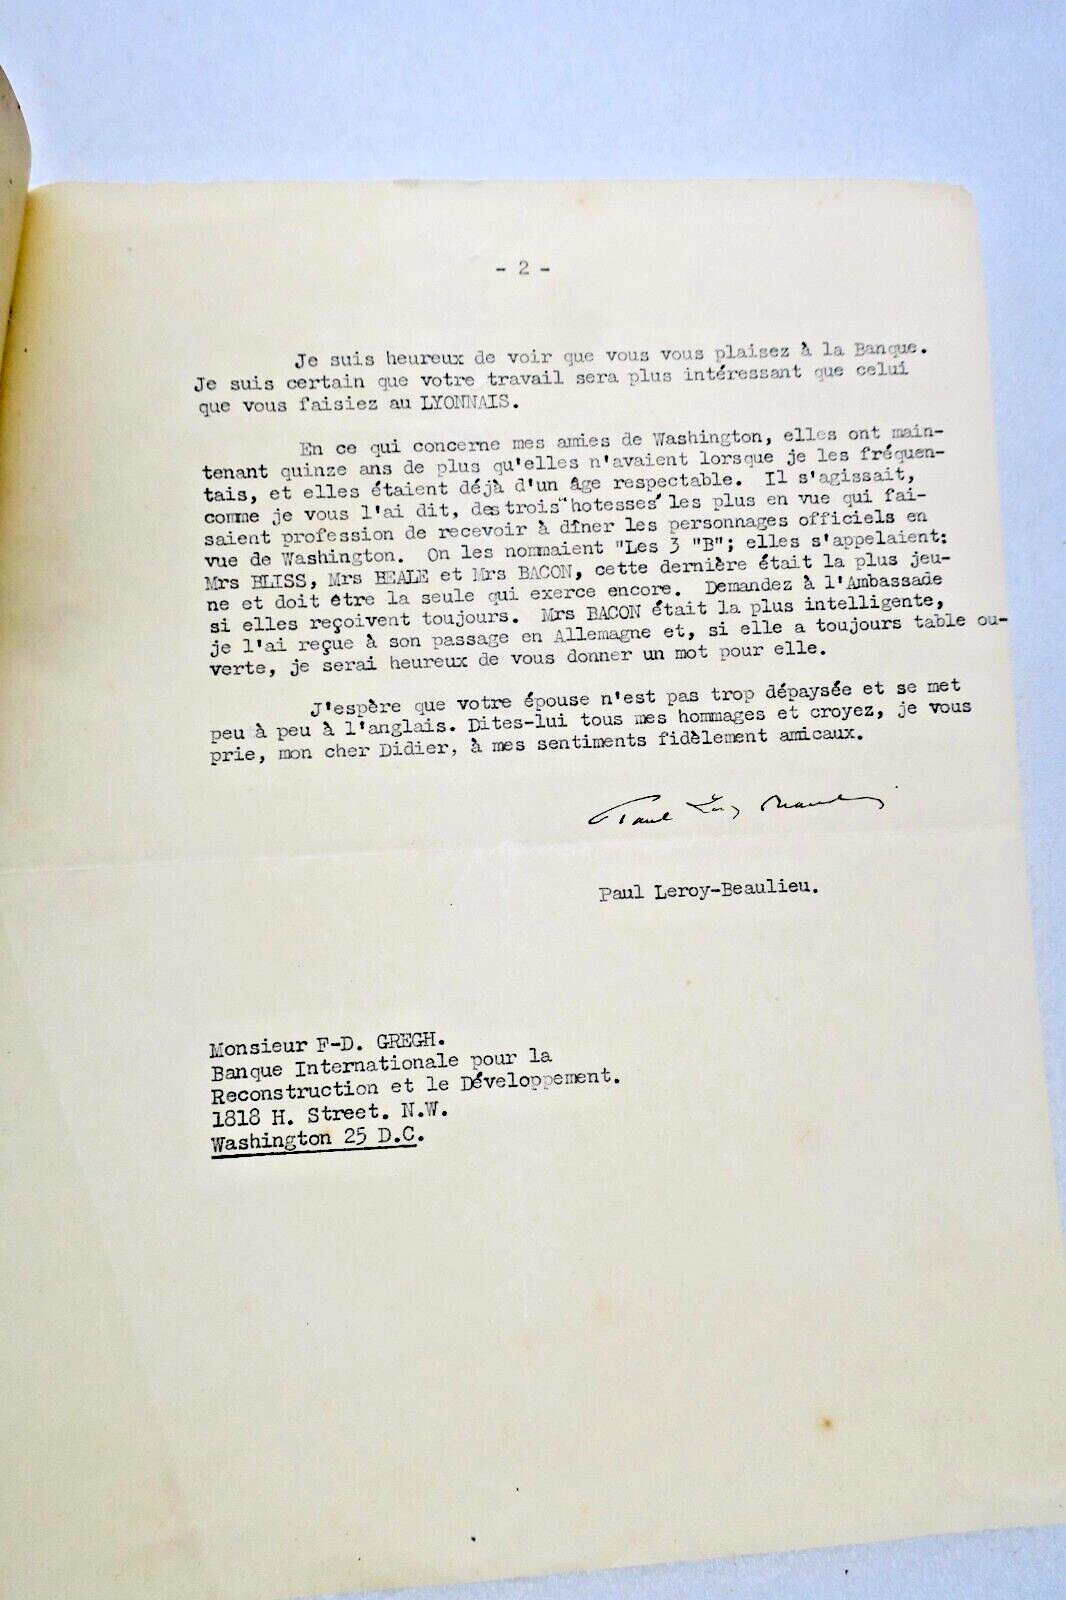 - 2 -
Je suis heureux de voir que vous vous plaisez à la Banque.
Je suis certain que votre travail sera plus intéressant que celui
que vous faisiez au LYONNAIS.
En ce qui concerne mes amies de Washington, elles ont main-
tenant quinze ans de plus qu'elles n'avaient lorsque je les fréquen-
tais, et elles étaient déjà d'un âge respectable. Il s'agissait,
comme je vous l'ai dit, des trois "hotesses" les plus en vue qui fai-
saient profession de recevoir à dîner les personnages officiels en
vue de Washington. On les nommaient "Les 3 "B"; elles s'appelaient:
Mrs BLISS, Mrs BEALE et Mrs BACON, cette dernière était la plus jeu-
ne et doit être la seule qui exerce encore. Demandez à l'Ambassade
si elles reçoivent toujours. Mrs BACON était la plus intelligente,
je l'ai reçue à son passage en Allemagne et, si elle a toujours table ou-
verte, je serai heureux de vous donner un mot pour elle.
J'espère que votre épouse n'est pas trop dépaysée et se met
peu à peu à l'anglais. Dites-lui tous mes hommages et croyez, je vous
prie, mon cher Didier, à mes sentiments fidèlement amicaux.
Paul Leroy Beaulieu
Paul Leroy-Beaulieu.
Monsieur F-D. GREGH.
Banque Internationale pour la
Reconstruction et le Développement.
1818 H. Street. N.W.
Washington 25 D.C.